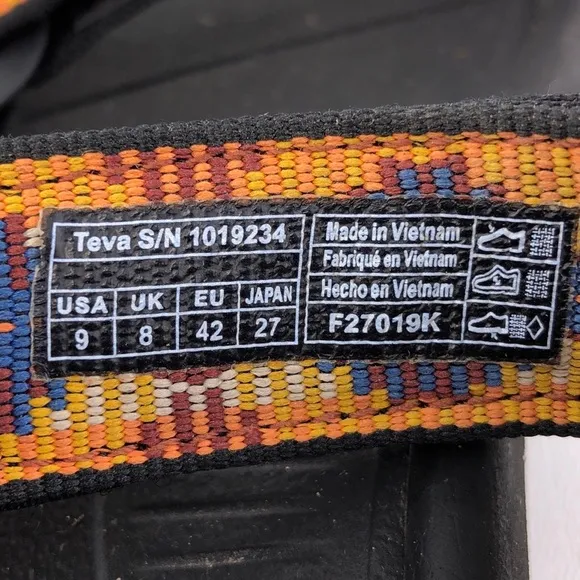 Teva S/N 1019234
USA UK EU JAPAN
9 8 42 27
Made in Vietnam
Fabriqué en Vietnam
Hecho en Vietnam
F27019K